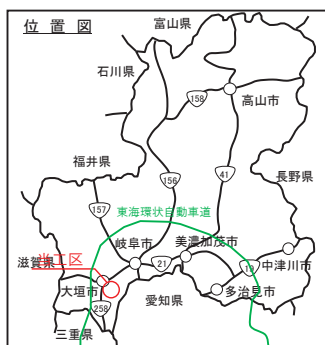 位 置 図
富山県
石川県
158
高山市
福井県
41
長野県
156
157
東海環状自動車道
岐阜市
美濃加茂市
滋賀県
当工区
21
19
中津川市
大垣市
愛知県
多治見市
258
三重県